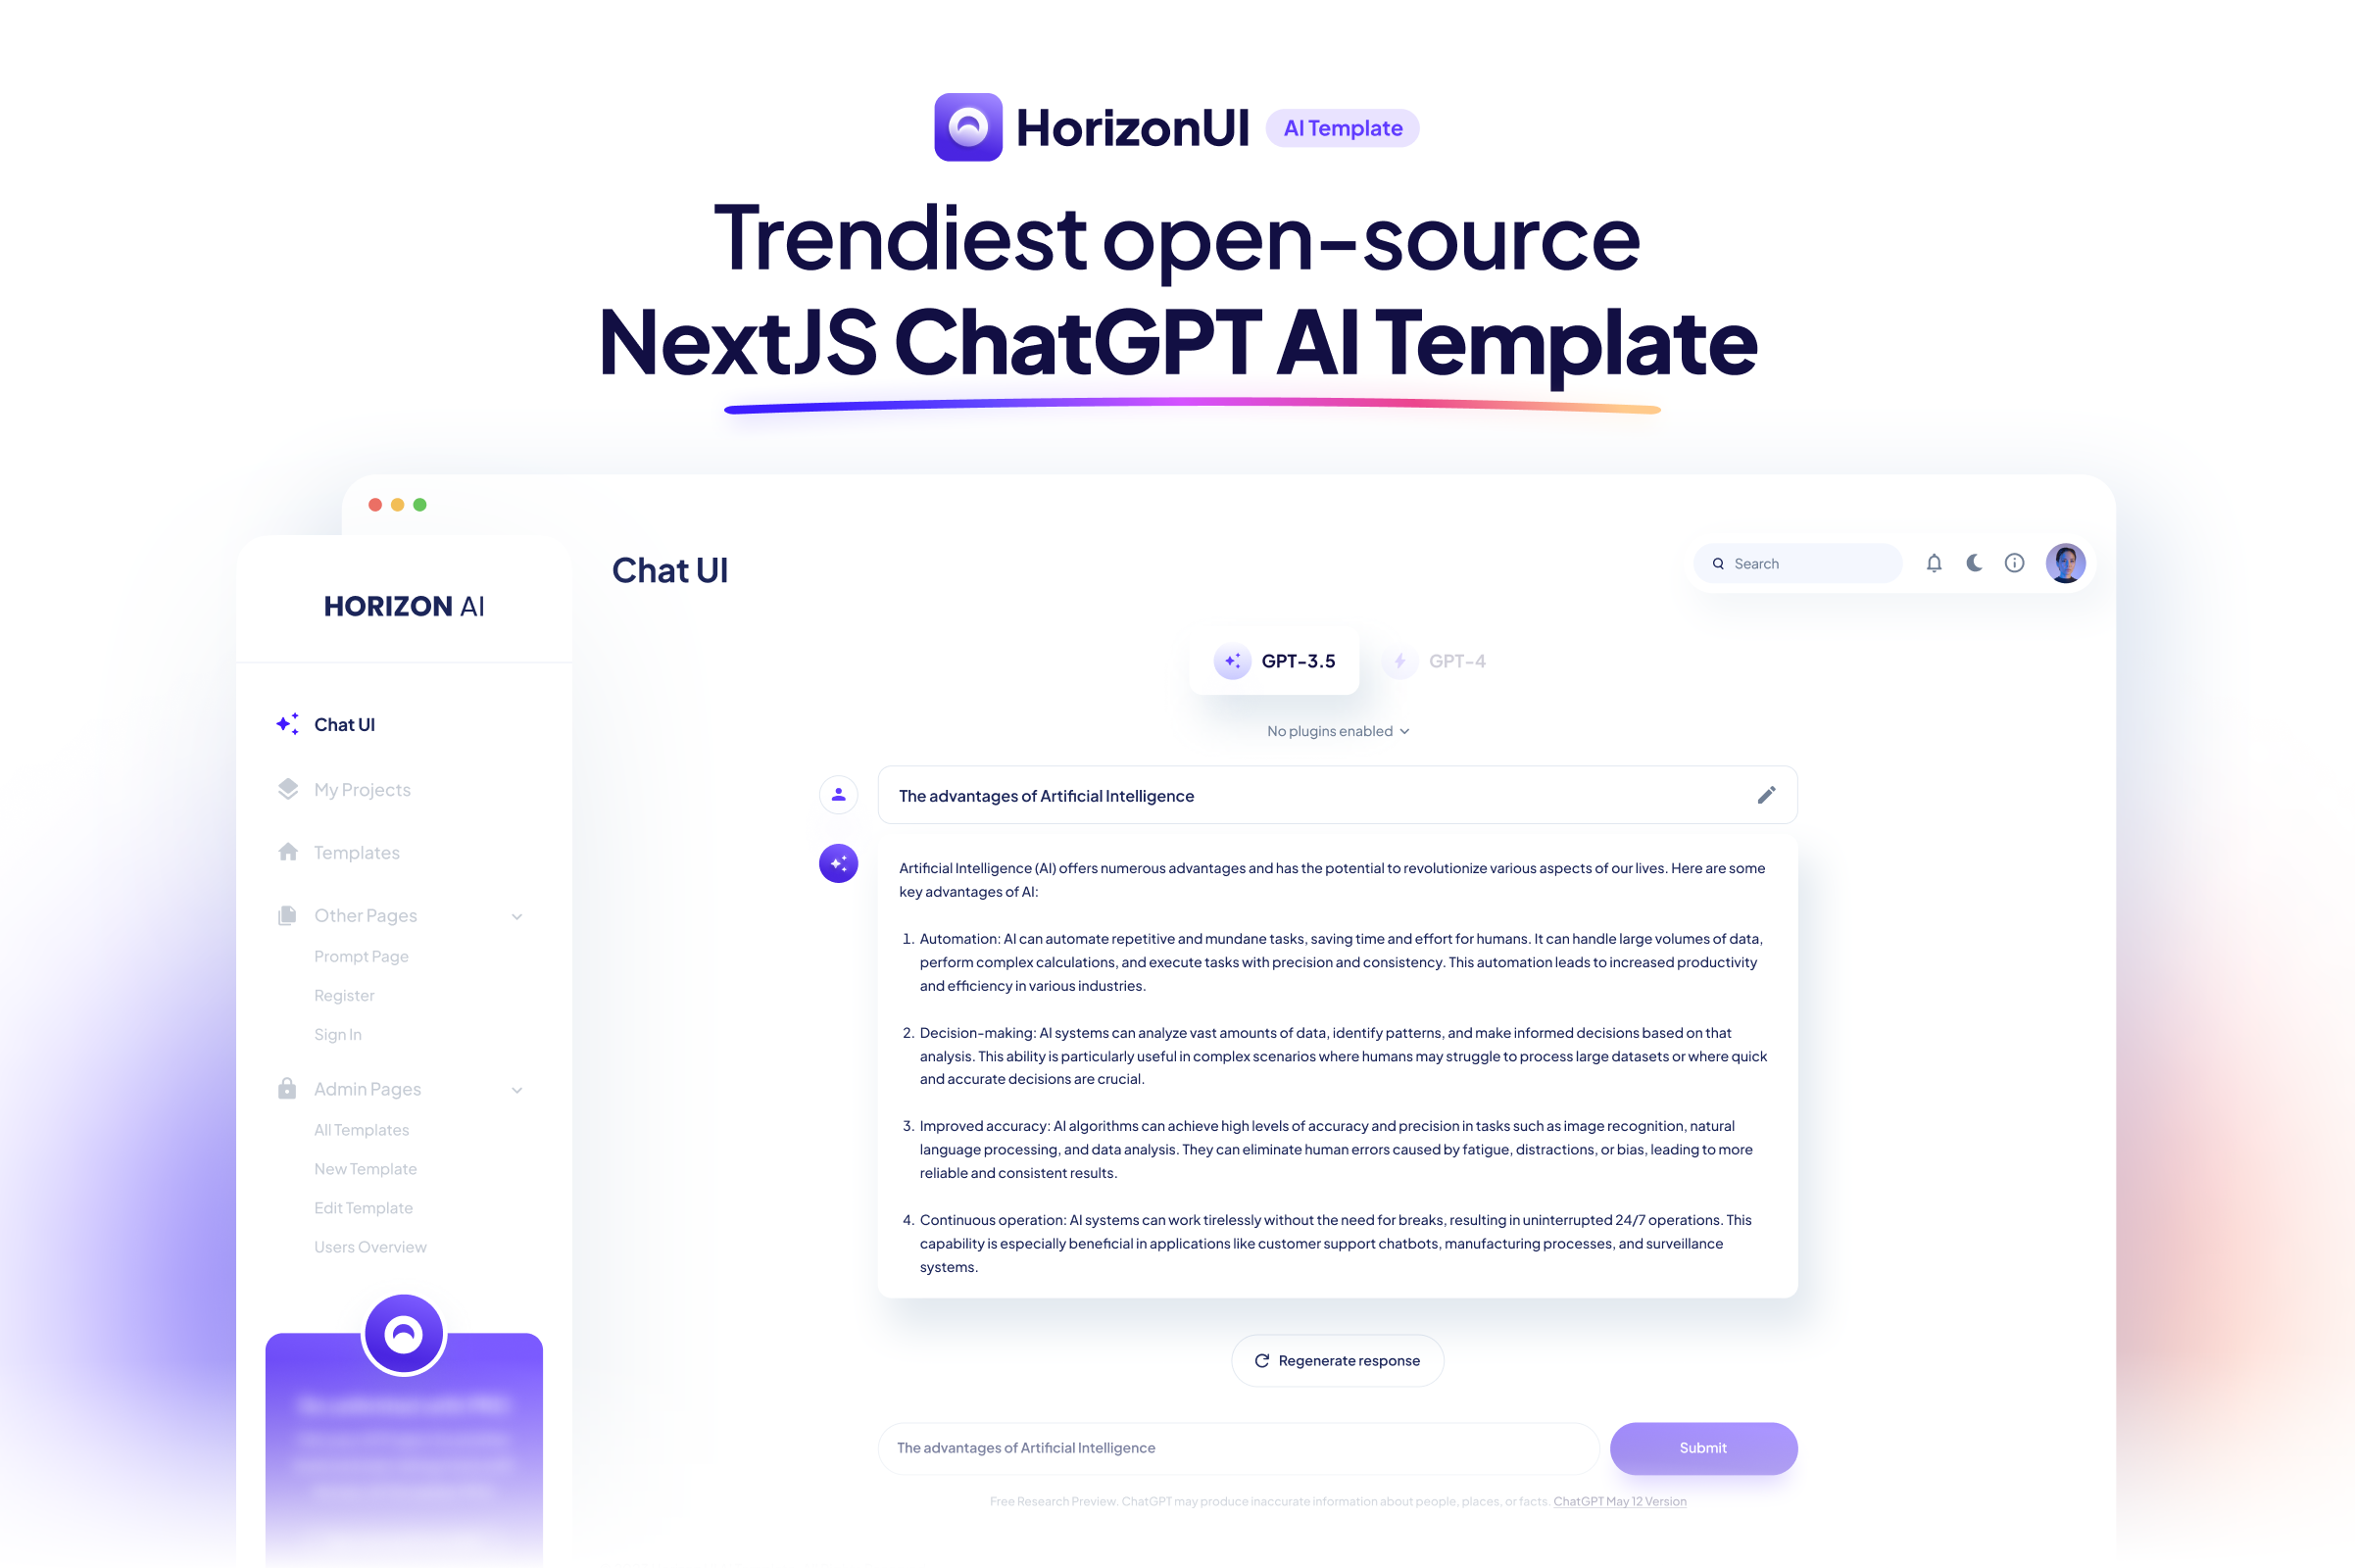 HorizonUI AI Template
Trendiest open-source
NextJS ChatGPT AI Template
HORIZON AI
Chat UI
My Projects
Templates
Other Pages
Prompt Page
Register
Sign In
Admin Pages
All Templates
New Template
Edit Template
Users Overview
Chat UI
Search
GPT-3.5
GPT-4
No plugins enabled
The advantages of Artificial Intelligence
Artificial Intelligence (AI) offers numerous advantages and has the potential to revolutionize various aspects of our lives. Here are some
key advantages of AI:
1. Automation: AI can automate repetitive and mundane tasks, saving time and effort for humans. It can handle large volumes of data,
perform complex calculations, and execute tasks with precision and consistency. This automation leads to increased productivity
and efficiency in various industries.
2. Decision-making: AI systems can analyze vast amounts of data, identify patterns, and make informed decisions based on that
analysis. This ability is particularly useful in complex scenarios where humans may struggle to process large datasets or where quick
and accurate decisions are crucial.
3. Improved accuracy: AI algorithms can achieve high levels of accuracy and precision in tasks such as image recognition, natural
language processing, and data analysis. They can eliminate human errors caused by fatigue, distractions, or bias, leading to more
reliable and consistent results.
4. Continuous operation: AI systems can work tirelessly without the need for breaks, resulting in uninterrupted 24/7 operations. This
capability is especially beneficial in applications like customer support chatbots, manufacturing processes, and surveillance
systems.
Regenerate response
The advantages of Artificial Intelligence
Submit
Free Research Preview. ChatGPT may produce inaccurate information about people, places, or facts. ChatGPT May 12 Version